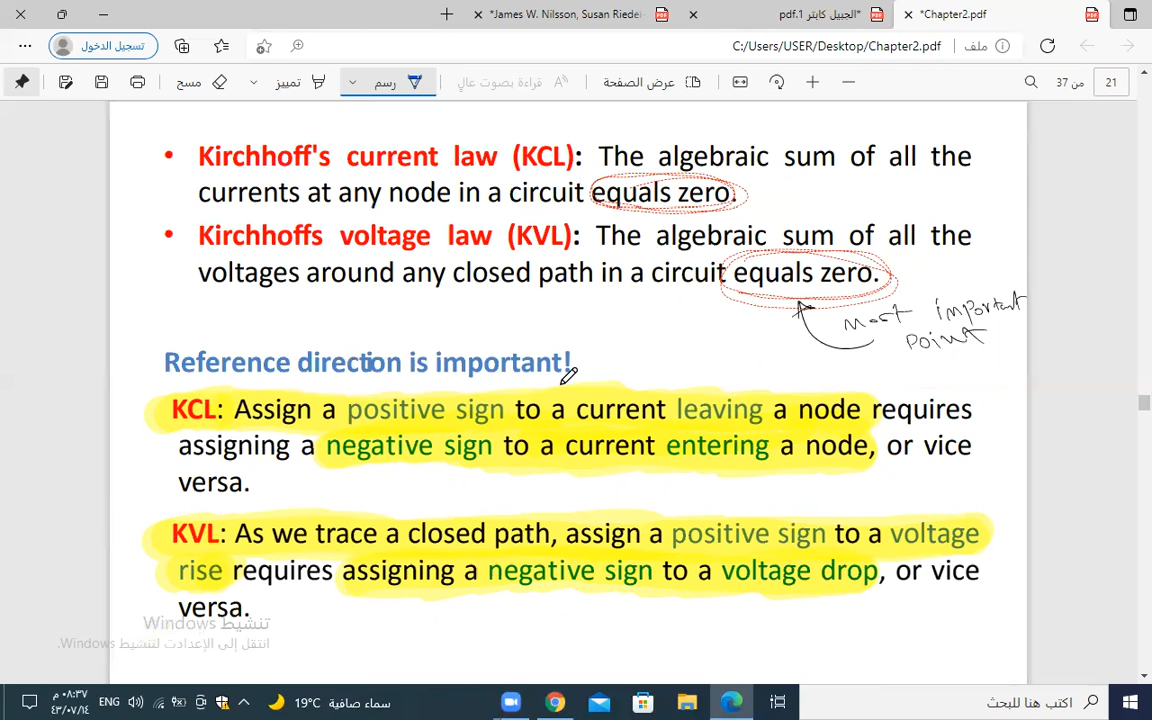 *James W. Nilsson, Susan Riedel
*الجبيل كابتر 1.pdf
*Chapter2.pdf
تسجيل الدخول
C:/Users/USER/Desktop/Chapter2.pdf
ملف
مسح
تمييز
رسم
قراءة بصوت عالٍ
عرض الصفحة
من 37
21
• Kirchhoff's current law (KCL): The algebraic sum of all the
currents at any node in a circuit equals zero.
• Kirchhoffs voltage law (KVL): The algebraic sum of all the
voltages around any closed path in a circuit equals zero.
most important
point
Reference direction is important!
KCL: Assign a positive sign to a current leaving a node requires
assigning a negative sign to a current entering a node, or vice
versa.
KVL: As we trace a closed path, assign a positive sign to a voltage
rise requires assigning a negative sign to a voltage drop, or vice
versa.
تنشيط Windows
انتقل إلى الإعدادات لتنشيط Windows.
٠٨:٣٧ م
٤٣/٠٧/١٤
ENG
19°C سماء صافية
اكتب هنا للبحث